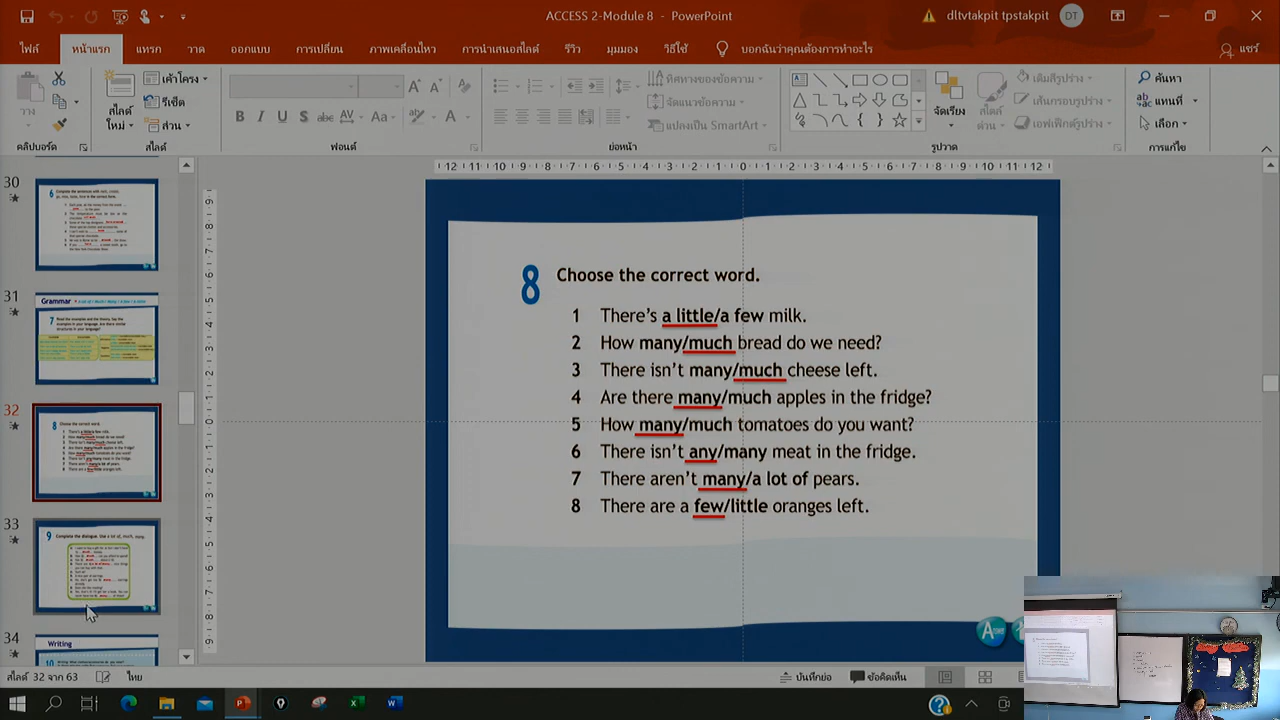 ACCESS 2-Module 8 - PowerPoint
dltvtakpit tpstakpit
DT
ไฟล์
หน้าแรก
แทรก
วาด
ออกแบบ
การเปลี่ยน
ภาพเคลื่อนไหว
การนำเสนอสไลด์
รีวิว
มุมมอง
วิธีใช้
บอกฉันว่าคุณต้องการทำอะไร
แชร์
วาง
สไลด์
ใหม่
เค้าโครง
รีเซ็ต
ส่วน
ทิศทางของข้อความ
จัดแนวข้อความ
แปลงเป็น SmartArt
จัดเรียง
สไตล์
ด่วน
เติมสีรูปร่าง
เส้นกรอบรูปร่าง
เอฟเฟ็กต์รูปร่าง
ค้นหา
แทนที่
เลือก
คลิปบอร์ด
สไลด์
ฟอนต์
ย่อหน้า
รูปวาด
การแก้ไข
30
31
Grammar
32
33
34
Writing
8 Choose the correct word.
1 There's a little/a few milk.
2 How many/much bread do we need?
3 There isn't many/much cheese left.
4 Are there many/much apples in the fridge?
5 How many/much tomatoes do you want?
6 There isn't any/many meat in the fridge.
7 There aren't many/a lot of pears.
8 There are a few/little oranges left.
สไลด์ 32 จาก 63
ไทย
บันทึกย่อ
ข้อคิดเห็น